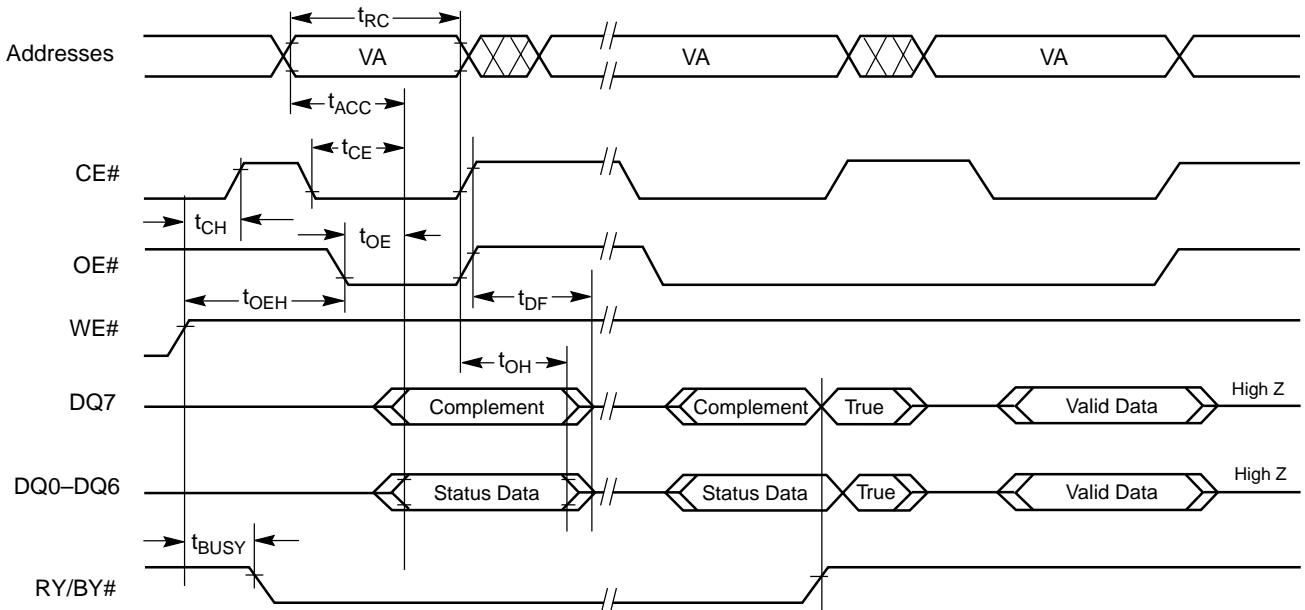 tRC
Addresses VA VA VA
tACC
tCE
CE#
tCH tOE
OE#
tOEH tDF
WE#
tOH
DQ7 Complement Complement True Valid Data High Z
DQ0–DQ6 Status Data Status Data True Valid Data High Z
tBUSY
RY/BY#